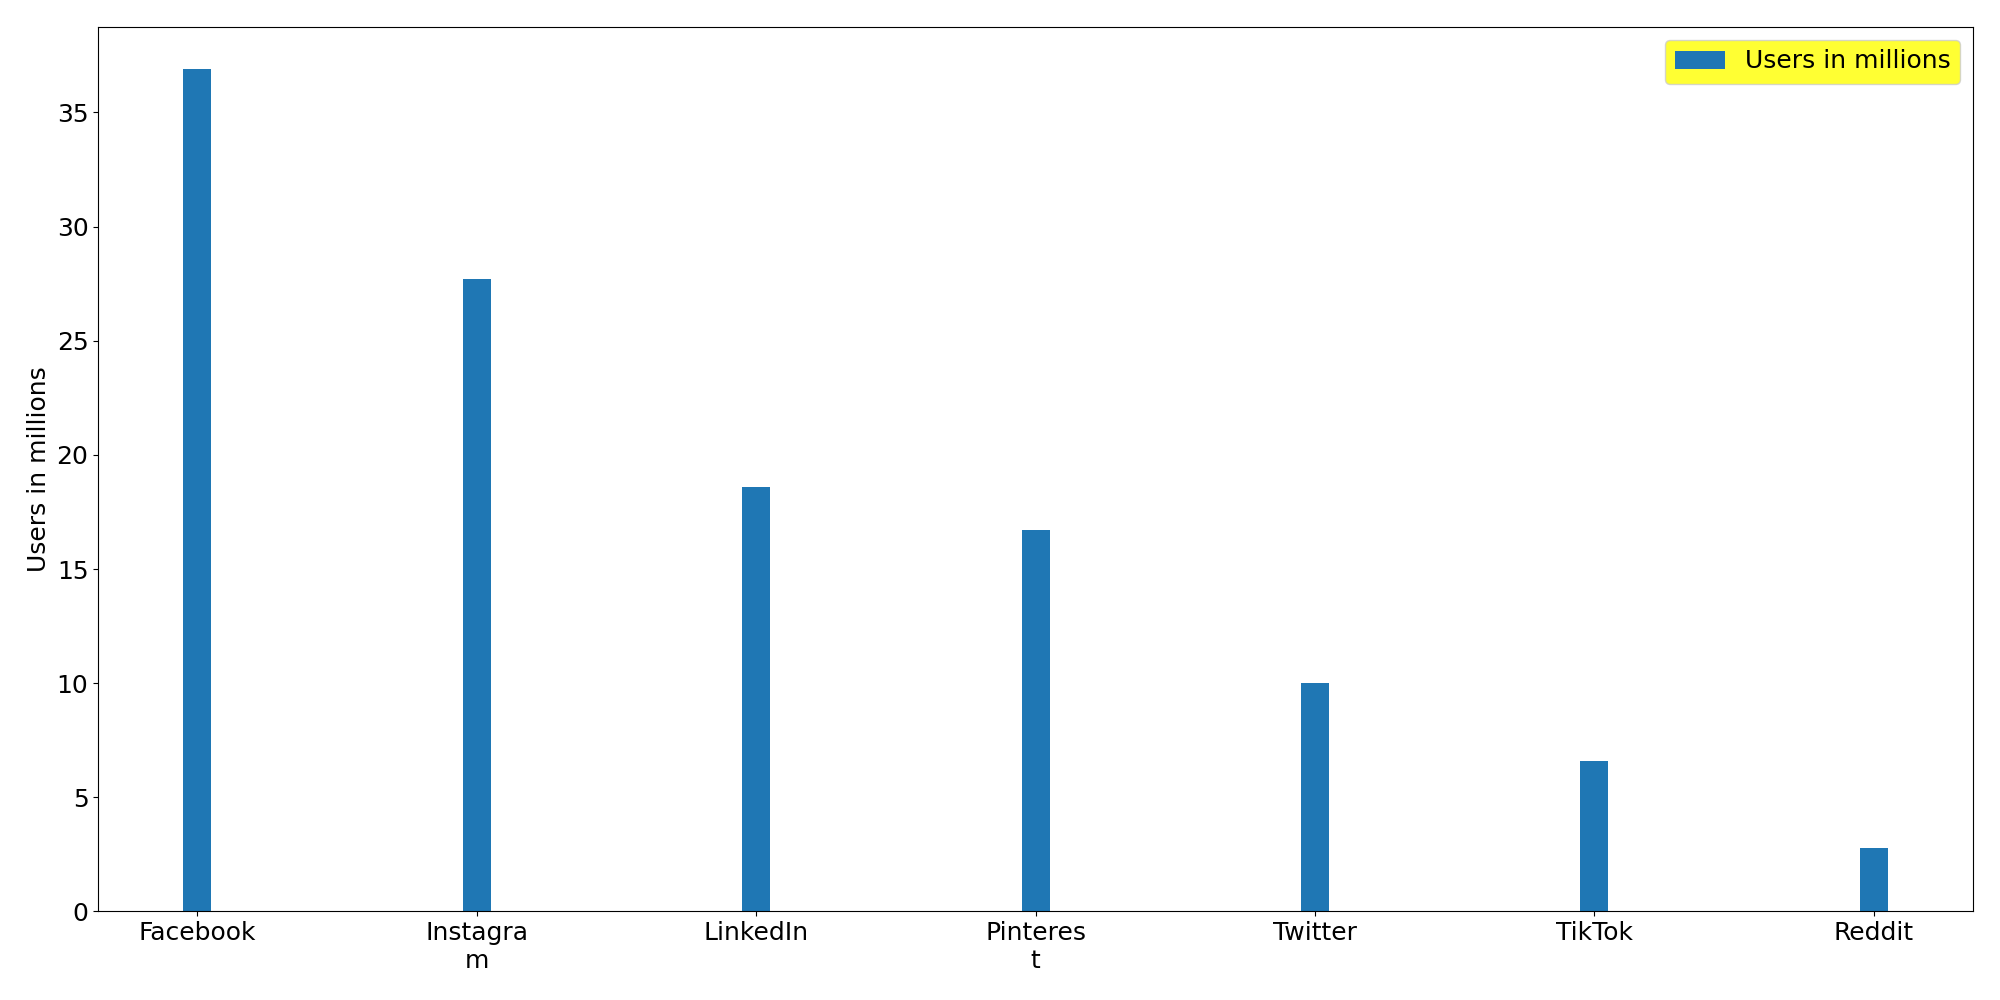 Users in millions
35
30
25
20
15
10
5
0
Users in millions
Facebook
Instagra
m
LinkedIn
Pinteres
t
Twitter
TikTok
Reddit